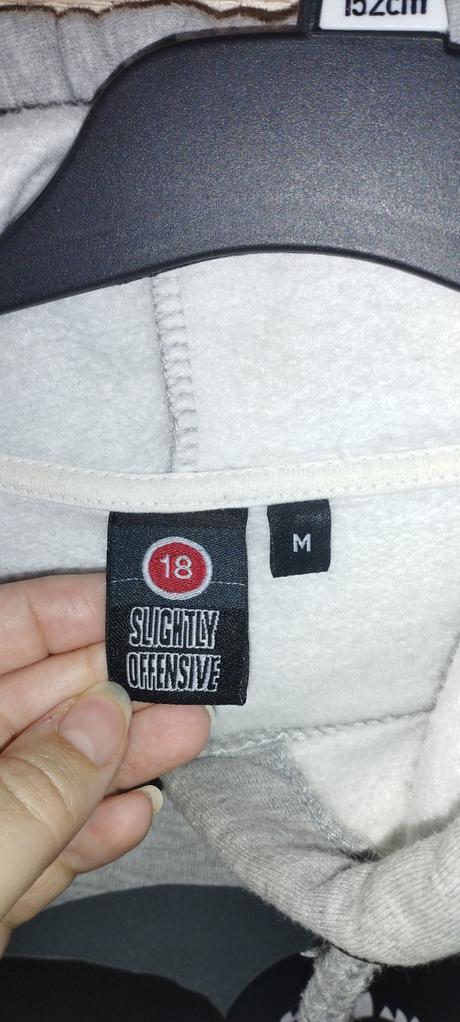 152cm
18
M
SLIGHTLY
OFFENSIVE